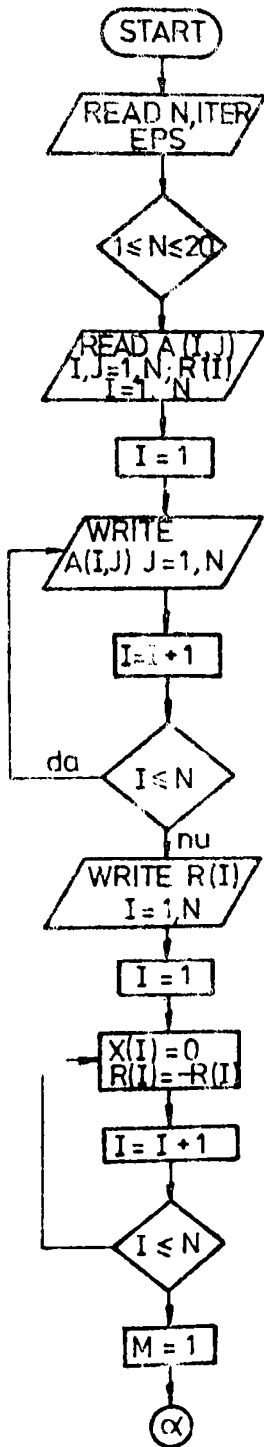 START
READ N,ITER
EPS
1≤N≤20
READ A(I,J)
I,J=1,N; R(I)
I=1, N
I=1
WRITE
A(I,J) J=1,N
I=I+1
da
I≤N
nu
WRITE R(I)
I=1,N
I=1
X(I)=0
R(I)=-R(I)
I=I+1
I≤N
M=1
α